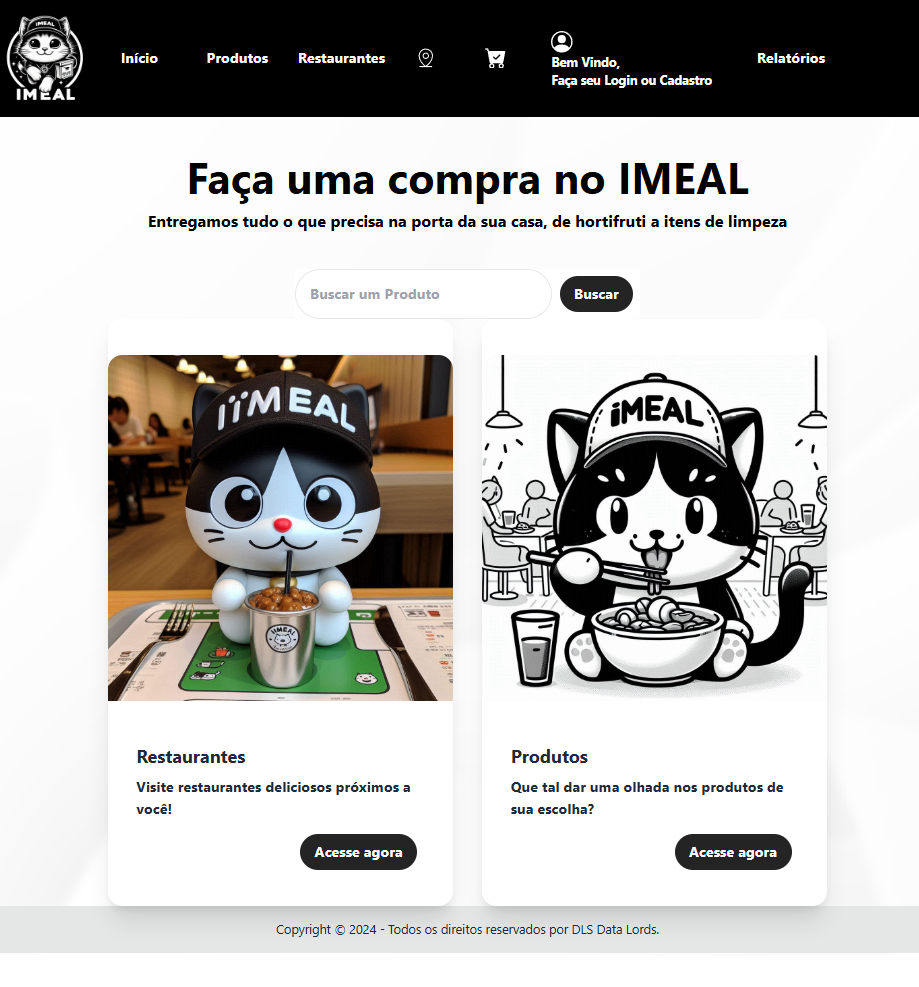 IMEAL
IMEAL
Início
Produtos
Restaurantes
Bem Vindo,
Faça seu Login ou Cadastro
Relatórios
Faça uma compra no IMEAL
Entregamos tudo o que precisa na porta da sua casa, de hortifruti a itens de limpeza
Buscar um Produto
Buscar
IÏMEAL
IIMEAL
iMEAL
Restaurantes
Visite restaurantes deliciosos próximos a
você!
Acesse agora
Produtos
Que tal dar uma olhada nos produtos de
sua escolha?
Acesse agora
Copyright © 2024 - Todos os direitos reservados por DLS Data Lords.